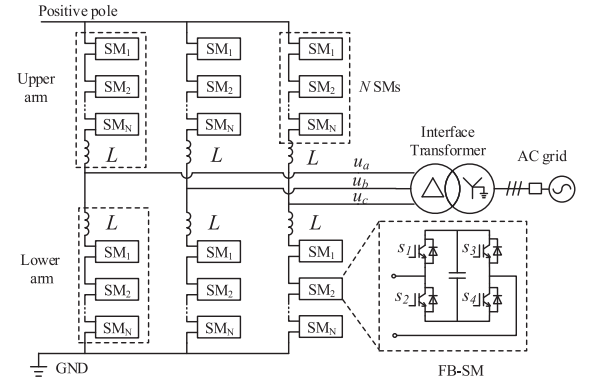 Positive pole
SM1 SM1 SM1
Upper arm
SM2 SM2 SM2
N SMs
SMN SMN SMN
L L L
Interface Transformer
AC grid
ua
ub
uc
L L L
Lower arm
SM1 SM1 SM1
SM2 SM2 SM2
SMN SMN SMN
S1 S3
S2 S4
GND
FB-SM